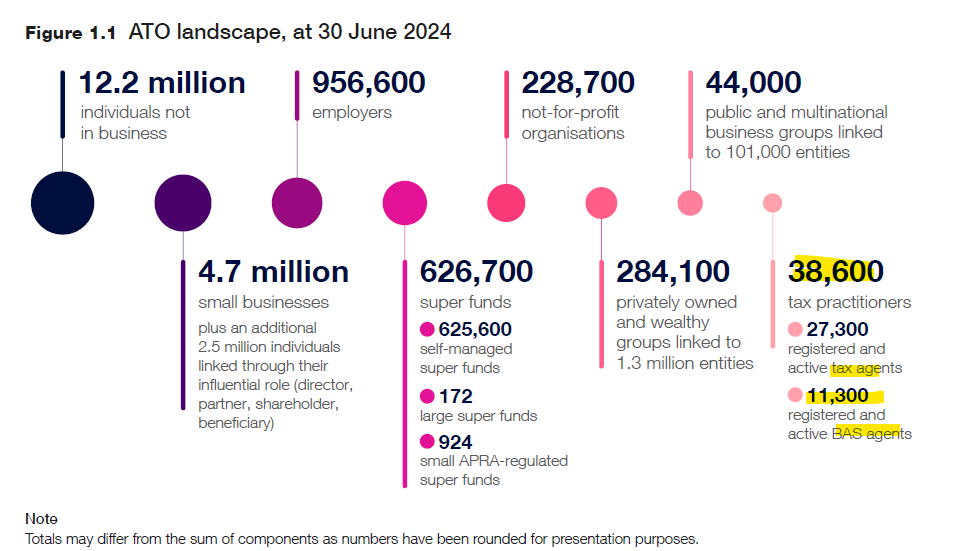 Figure 1.1 ATO landscape, at 30 June 2024
12.2 million
individuals not
in business
956,600
employers
228,700
not-for-profit
organisations
44,000
public and multinational
business groups linked
to 101,000 entities
4.7 million
small businesses
plus an additional
2.5 million individuals
linked through their
influential role (director,
partner, shareholder,
beneficiary)
626,700
super funds
625,600
self-managed
super funds
172
large super funds
924
small APRA-regulated
super funds
284,100
privately owned
and wealthy
groups linked to
1.3 million entities
38,600
tax practitioners
27,300
registered and
active tax agents
11,300
registered and
active BAS agents
Note
Totals may differ from the sum of components as numbers have been rounded for presentation purposes.